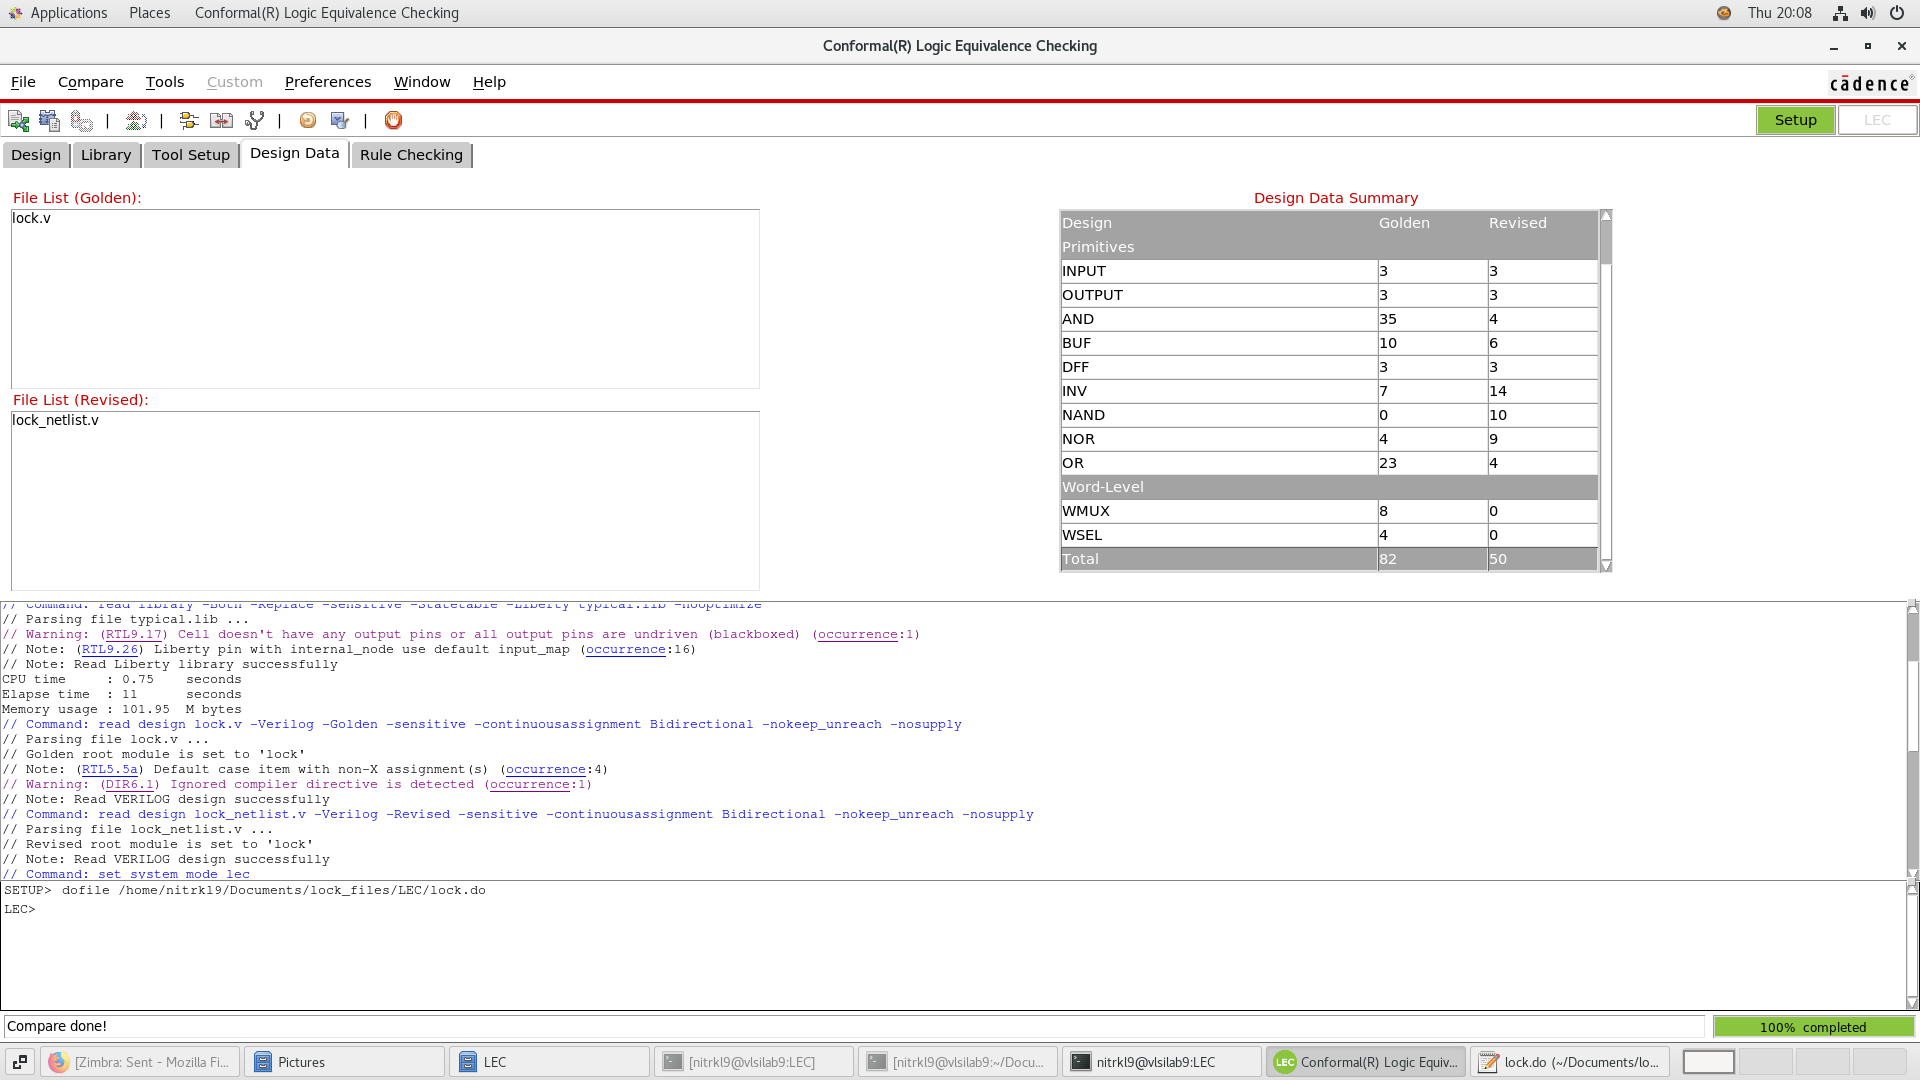 Applications Places Conformal(R) Logic Equivalence Checking Thu 20:08
Conformal(R) Logic Equivalence Checking
File Compare Tools Custom Preferences Window Help cādence®
Setup LEC
Design Library Tool Setup Design Data Rule Checking
File List (Golden):
lock.v
File List (Revised):
lock_netlist.v
Design Data Summary
Design Golden Revised
Primitives
INPUT 3 3
OUTPUT 3 3
AND 35 4
BUF 10 6
DFF 3 3
INV 7 14
NAND 0 10
NOR 4 9
OR 23 4
Word-Level
WMUX 8 0
WSEL 4 0
Total 82 50
// Command: read library -Both -Replace -sensitive -Statetable -Liberty typical.lib -nooptimize
// Parsing file typical.lib ...
// Warning: (RTL9.17) Cell doesn't have any output pins or all output pins are undriven (blackboxed) (occurrence:1)
// Note: (RTL9.26) Liberty pin with internal_node use default input_map (occurrence:16)
// Note: Read Liberty library successfully
CPU time : 0.75 seconds
Elapse time : 11 seconds
Memory usage : 101.95 M bytes
// Command: read design lock.v -Verilog -Golden -sensitive -continuousassignment Bidirectional -nokeep_unreach -nosupply
// Parsing file lock.v ...
// Golden root module is set to 'lock'
// Note: (RTL5.5a) Default case item with non-X assignment(s) (occurrence:4)
// Warning: (DIR6.1) Ignored compiler directive is detected (occurrence:1)
// Note: Read VERILOG design successfully
// Command: read design lock_netlist.v -Verilog -Revised -sensitive -continuousassignment Bidirectional -nokeep_unreach -nosupply
// Parsing file lock_netlist.v ...
// Revised root module is set to 'lock'
// Note: Read VERILOG design successfully
// Command: set system mode lec
SETUP> dofile /home/nitrkl9/Documents/lock_files/LEC/lock.do
LEC>
Compare done! 100% completed
[Zimbra: Sent - Mozilla Fi... Pictures LEC [nitrkl9@vlsilab9:LEC] [nitrkl9@vlsilab9:~/Docu... nitrkl9@vlsilab9:LEC LEC Conformal(R) Logic Equiv... lock.do (~/Documents/lo...